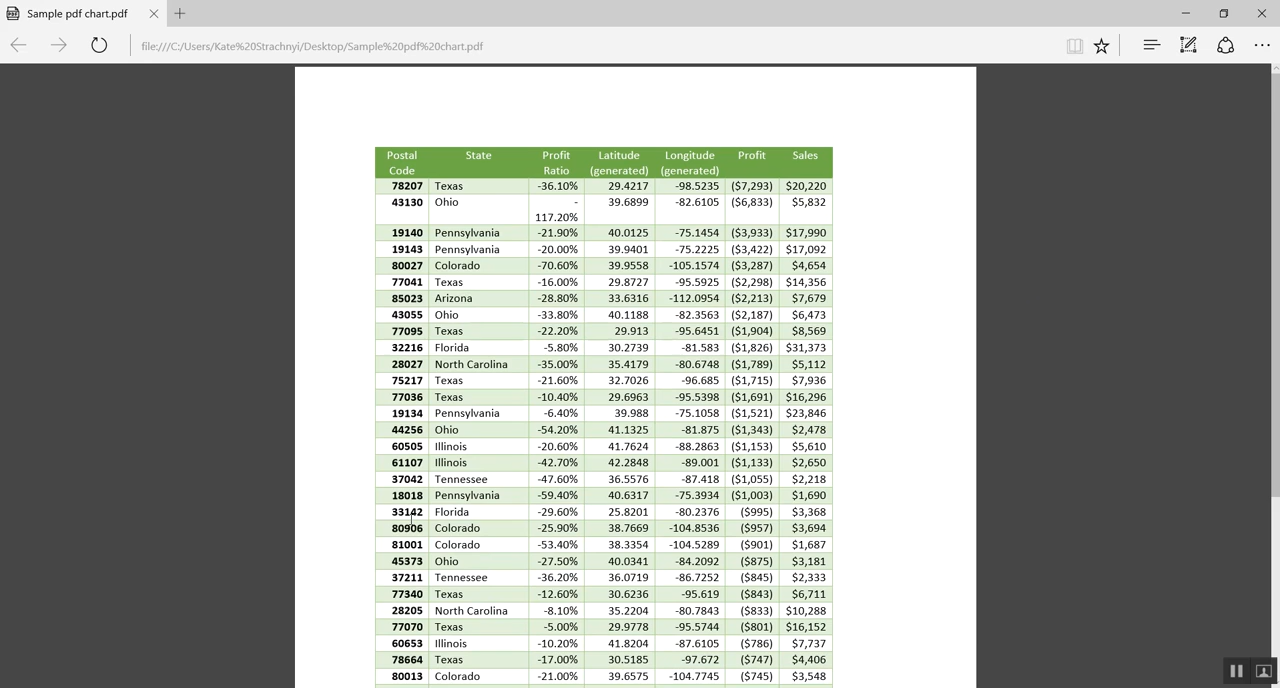 Sample pdf chart.pdf
file:///C:/Users/Kate%20Strachnyi/Desktop/Sample%20pdf%20chart.pdf
Postal Code State Profit Ratio Latitude (generated) Longitude (generated) Profit Sales
78207 Texas -36.10% 29.4217 -98.5235 ($7,293) $20,220
43130 Ohio -117.20% 39.6899 -82.6105 ($6,833) $5,832
19140 Pennsylvania -21.90% 40.0125 -75.1454 ($3,933) $17,990
19143 Pennsylvania -20.00% 39.9401 -75.2225 ($3,422) $17,092
80027 Colorado -70.60% 39.9558 -105.1574 ($3,287) $4,654
77041 Texas -16.00% 29.8727 -95.5925 ($2,298) $14,356
85023 Arizona -28.80% 33.6316 -112.0954 ($2,213) $7,679
43055 Ohio -33.80% 40.1188 -82.3563 ($2,187) $6,473
77095 Texas -22.20% 29.913 -95.6451 ($1,904) $8,569
32216 Florida -5.80% 30.2739 -81.583 ($1,826) $31,373
28027 North Carolina -35.00% 35.4179 -80.6748 ($1,789) $5,112
75217 Texas -21.60% 32.7026 -96.685 ($1,715) $7,936
77036 Texas -10.40% 29.6963 -95.5398 ($1,691) $16,296
19134 Pennsylvania -6.40% 39.988 -75.1058 ($1,521) $23,846
44256 Ohio -54.20% 41.1325 -81.875 ($1,343) $2,478
60505 Illinois -20.60% 41.7624 -88.2863 ($1,153) $5,610
61107 Illinois -42.70% 42.2848 -89.001 ($1,133) $2,650
37042 Tennessee -47.60% 36.5576 -87.418 ($1,055) $2,218
18018 Pennsylvania -59.40% 40.6317 -75.3934 ($1,003) $1,690
33142 Florida -29.60% 25.8201 -80.2376 ($995) $3,368
80906 Colorado -25.90% 38.7669 -104.8536 ($957) $3,694
81001 Colorado -53.40% 38.3354 -104.5289 ($901) $1,687
45373 Ohio -27.50% 40.0341 -84.2092 ($875) $3,181
37211 Tennessee -36.20% 36.0719 -86.7252 ($845) $2,333
77340 Texas -12.60% 30.6236 -95.619 ($843) $6,711
28205 North Carolina -8.10% 35.2204 -80.7843 ($833) $10,288
77070 Texas -5.00% 29.9778 -95.5744 ($801) $16,152
60653 Illinois -10.20% 41.8204 -87.6105 ($786) $7,737
78664 Texas -17.00% 30.5185 -97.672 ($747) $4,406
80013 Colorado -21.00% 39.6575 -104.7745 ($745) $3,548